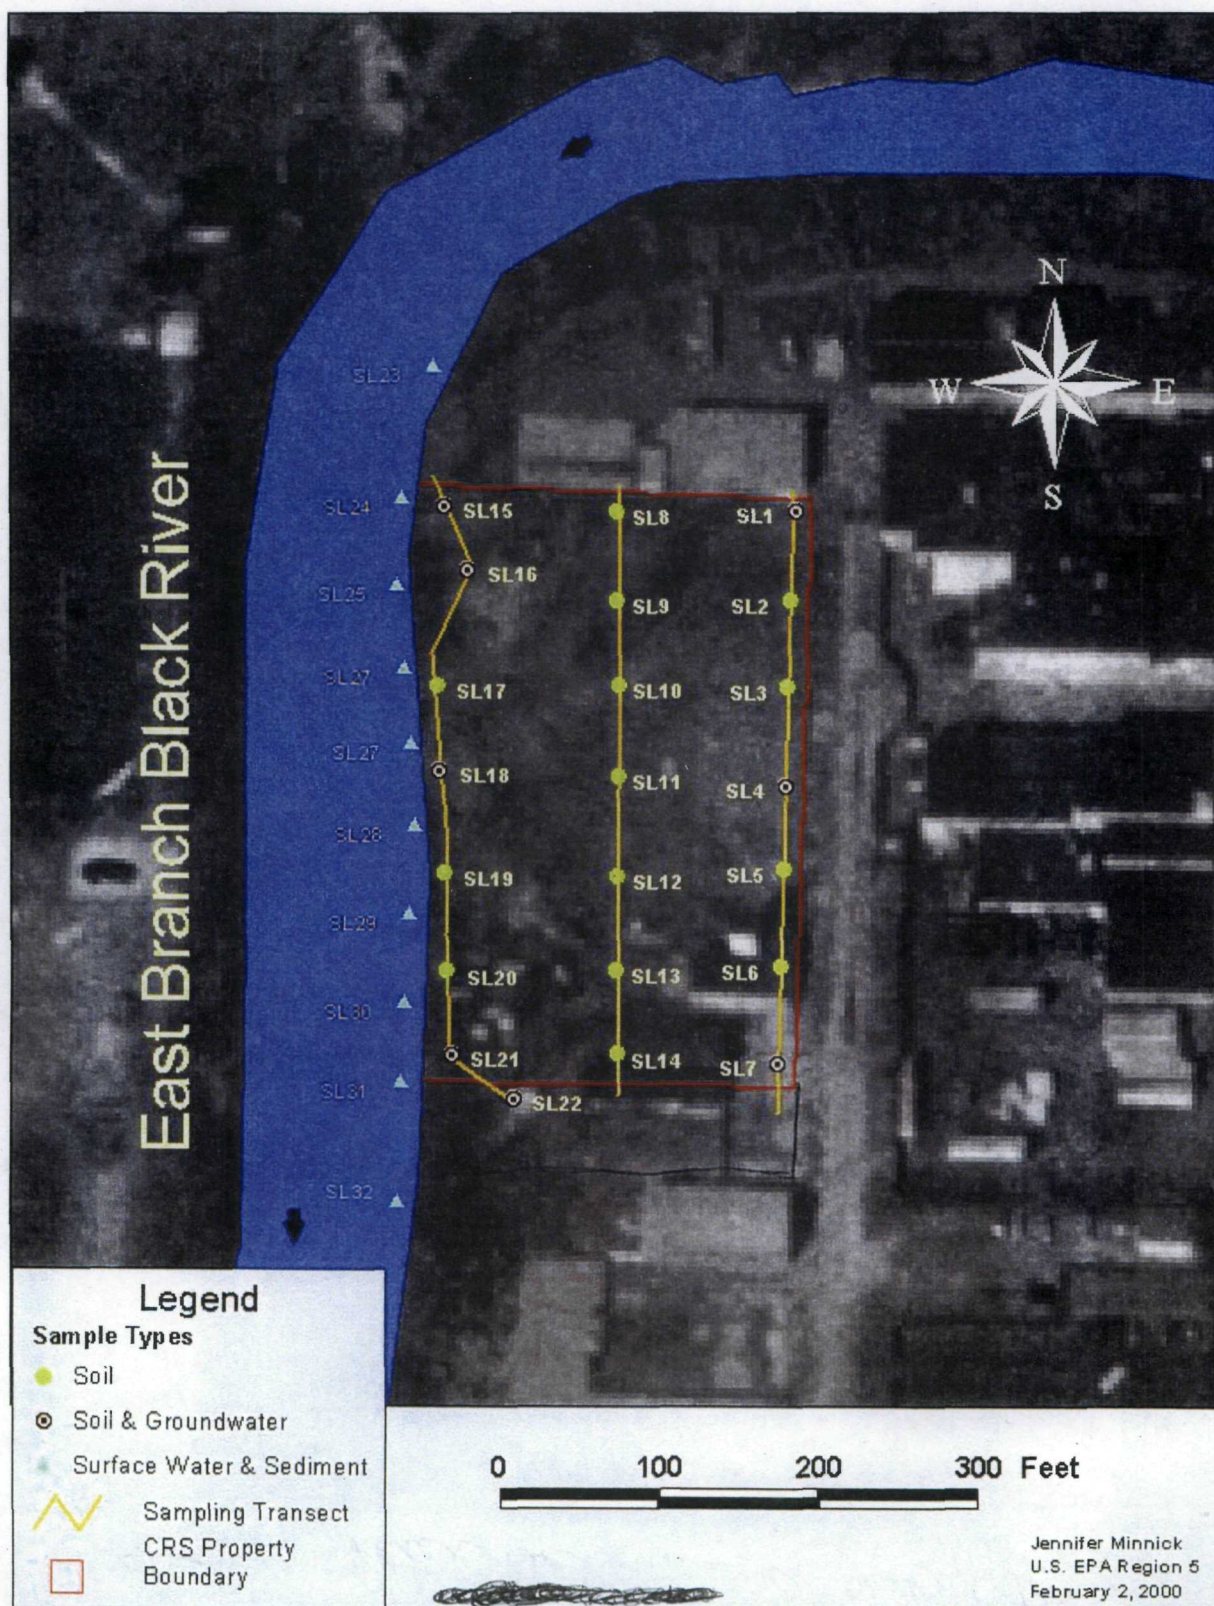 N
W E
S
SL23
SL24
SL15
SL8
SL1
SL16
SL25
SL9
SL2
SL27
SL17
SL10
SL3
SL27
SL18
SL11
SL4
SL28
SL19
SL12
SL5
SL29
SL20
SL13
SL6
SL30
SL21
SL14
SL7
SL31
SL22
SL32
East Branch Black River
Legend
Sample Types
Soil
Soil & Groundwater
Surface Water & Sediment
Sampling Transect
CRS Property
Boundary
0 100 200 300 Feet
Jennifer Minnick
U.S. EPA Region 5
February 2, 2000